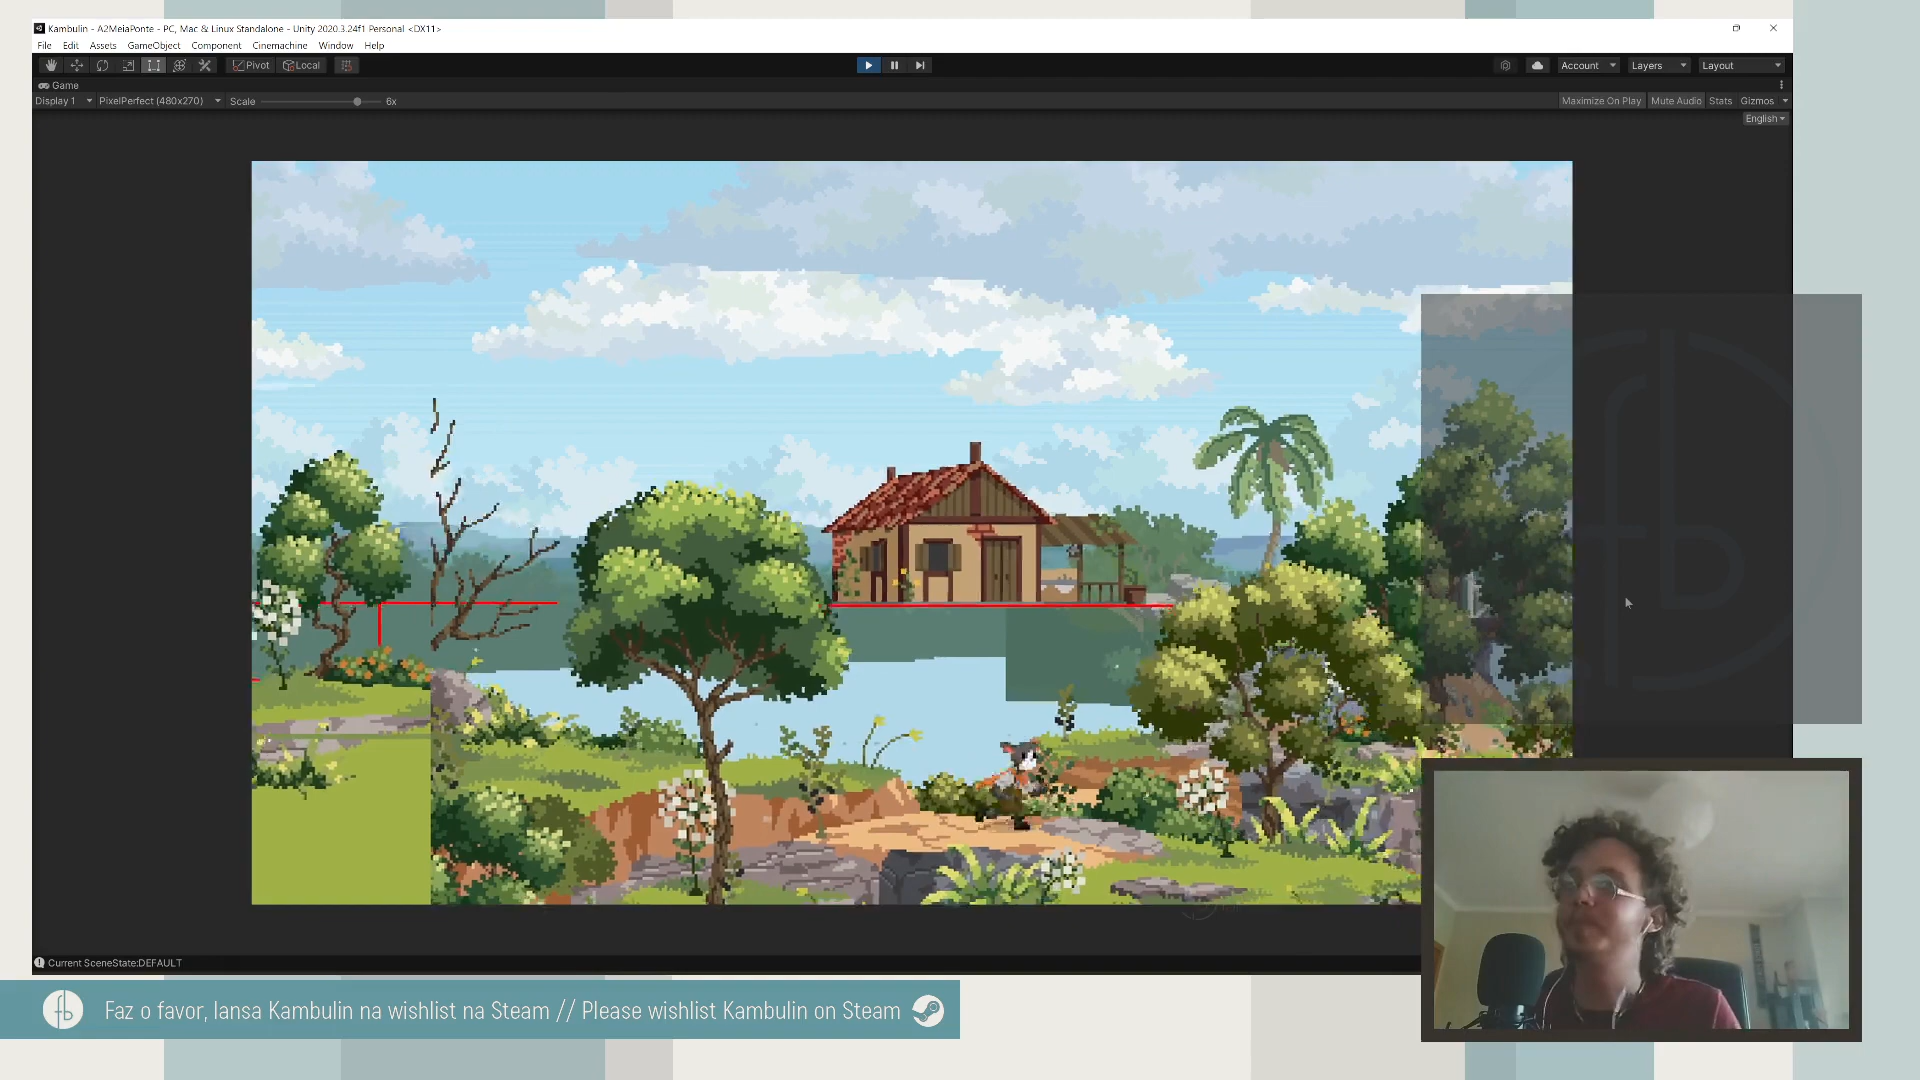 Kambulin - A2MeiaPonte - PC, Mac & Linux Standalone - Unity 2020.3.24f1 Personal <DX11>
File Edit Assets GameObject Component Cinemachine Window Help
Pivot Local Account Layers Layout
Game
Display 1 PixelPerfect (480x270) Scale 6x Maximize On Play Mute Audio Stats Gizmos
English
fb
Current SceneState:DEFAULT
fb Faz o favor, lansa Kambulin na wishlist na Steam // Please wishlist Kambulin on Steam